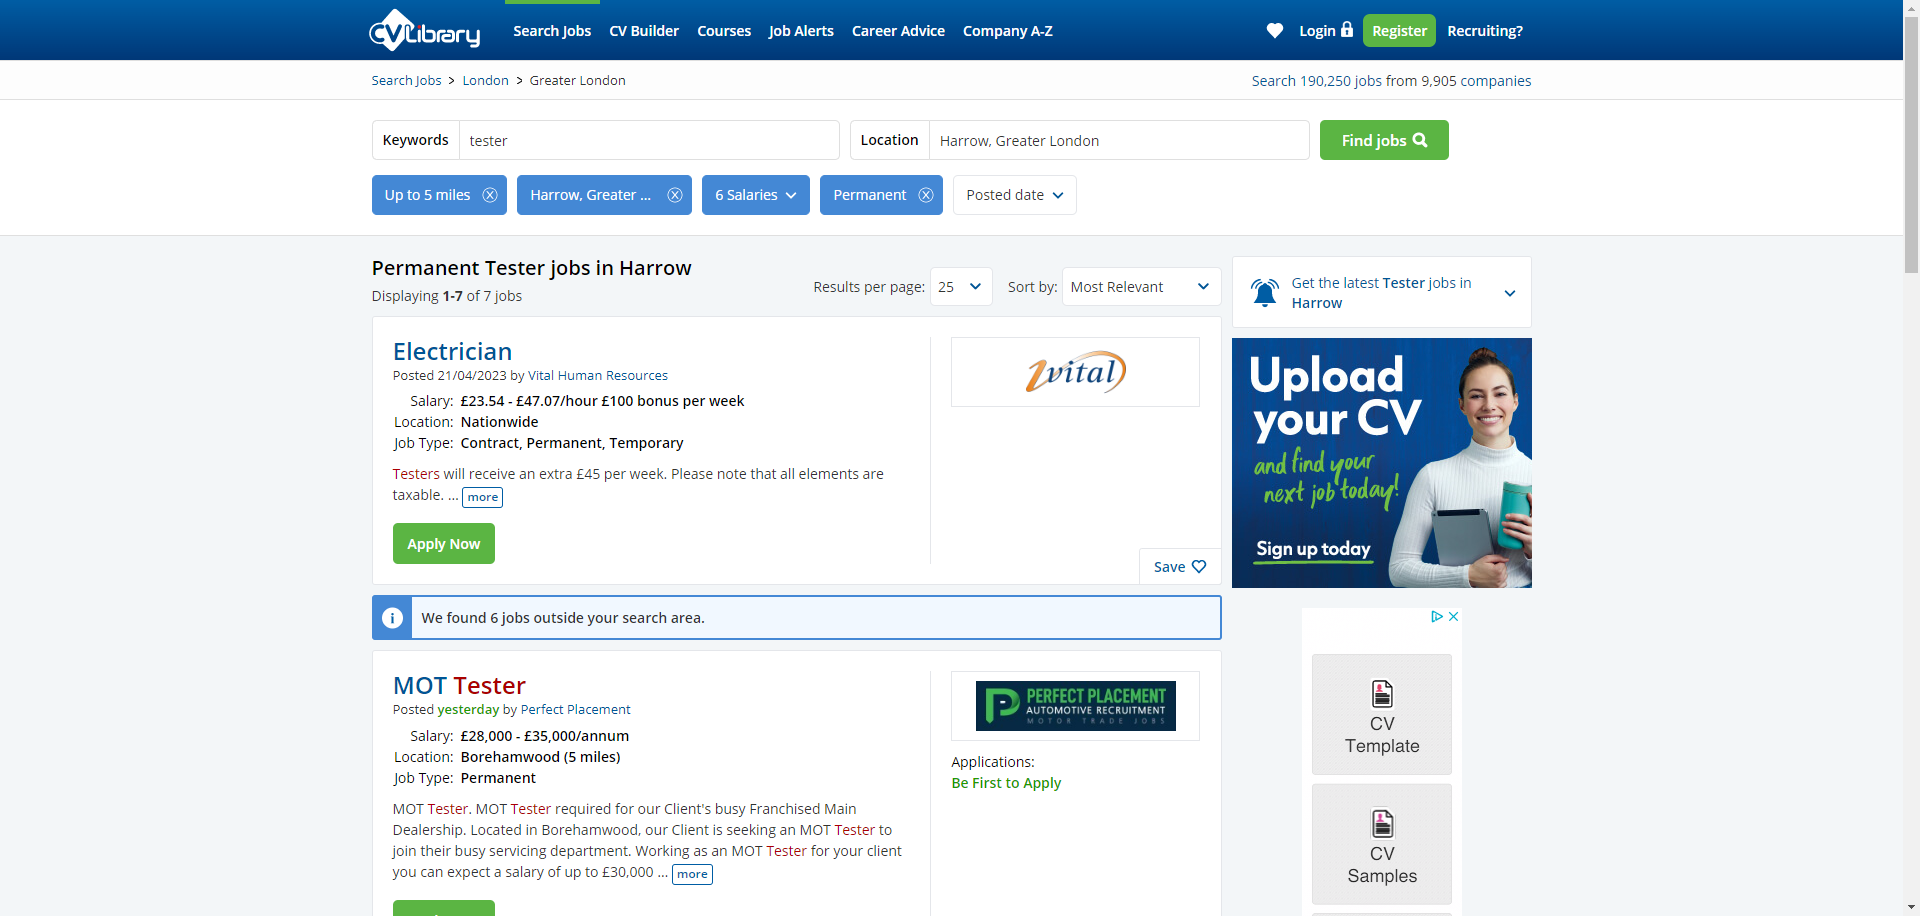 CVLibrary
Search Jobs
CV Builder
Courses
Job Alerts
Career Advice
Company A-Z
Login
Register
Recruiting?
Search Jobs > London > Greater London
Search 190,250 jobs from 9,905 companies
Keywords
tester
Location
Harrow, Greater London
Find jobs
Up to 5 miles
Harrow, Greater ...
6 Salaries
Permanent
Posted date
Permanent Tester jobs in Harrow
Displaying 1-7 of 7 jobs
Results per page: 25
Sort by: Most Relevant
Electrician
Posted 21/04/2023 by Vital Human Resources
Salary: £23.54 - £47.07/hour £100 bonus per week
Location: Nationwide
Job Type: Contract, Permanent, Temporary
Testers will receive an extra £45 per week. Please note that all elements are
taxable. ... more
Apply Now
vital
Save
We found 6 jobs outside your search area.
MOT Tester
Posted yesterday by Perfect Placement
Salary: £28,000 - £35,000/annum
Location: Borehamwood (5 miles)
Job Type: Permanent
MOT Tester. MOT Tester required for our Client's busy Franchised Main
Dealership. Located in Borehamwood, our Client is seeking an MOT Tester to
join their busy servicing department. Working as an MOT Tester for your client
you can expect a salary of up to £30,000 ... more
PERFECT PLACEMENT
AUTOMOTIVE RECRUITMENT
MOTOR TRADE JOBS
Applications:
Be First to Apply
Get the latest Tester jobs in
Harrow
Upload
your CV
and find your
next job today!
Sign up today
CV
Template
CV
Samples